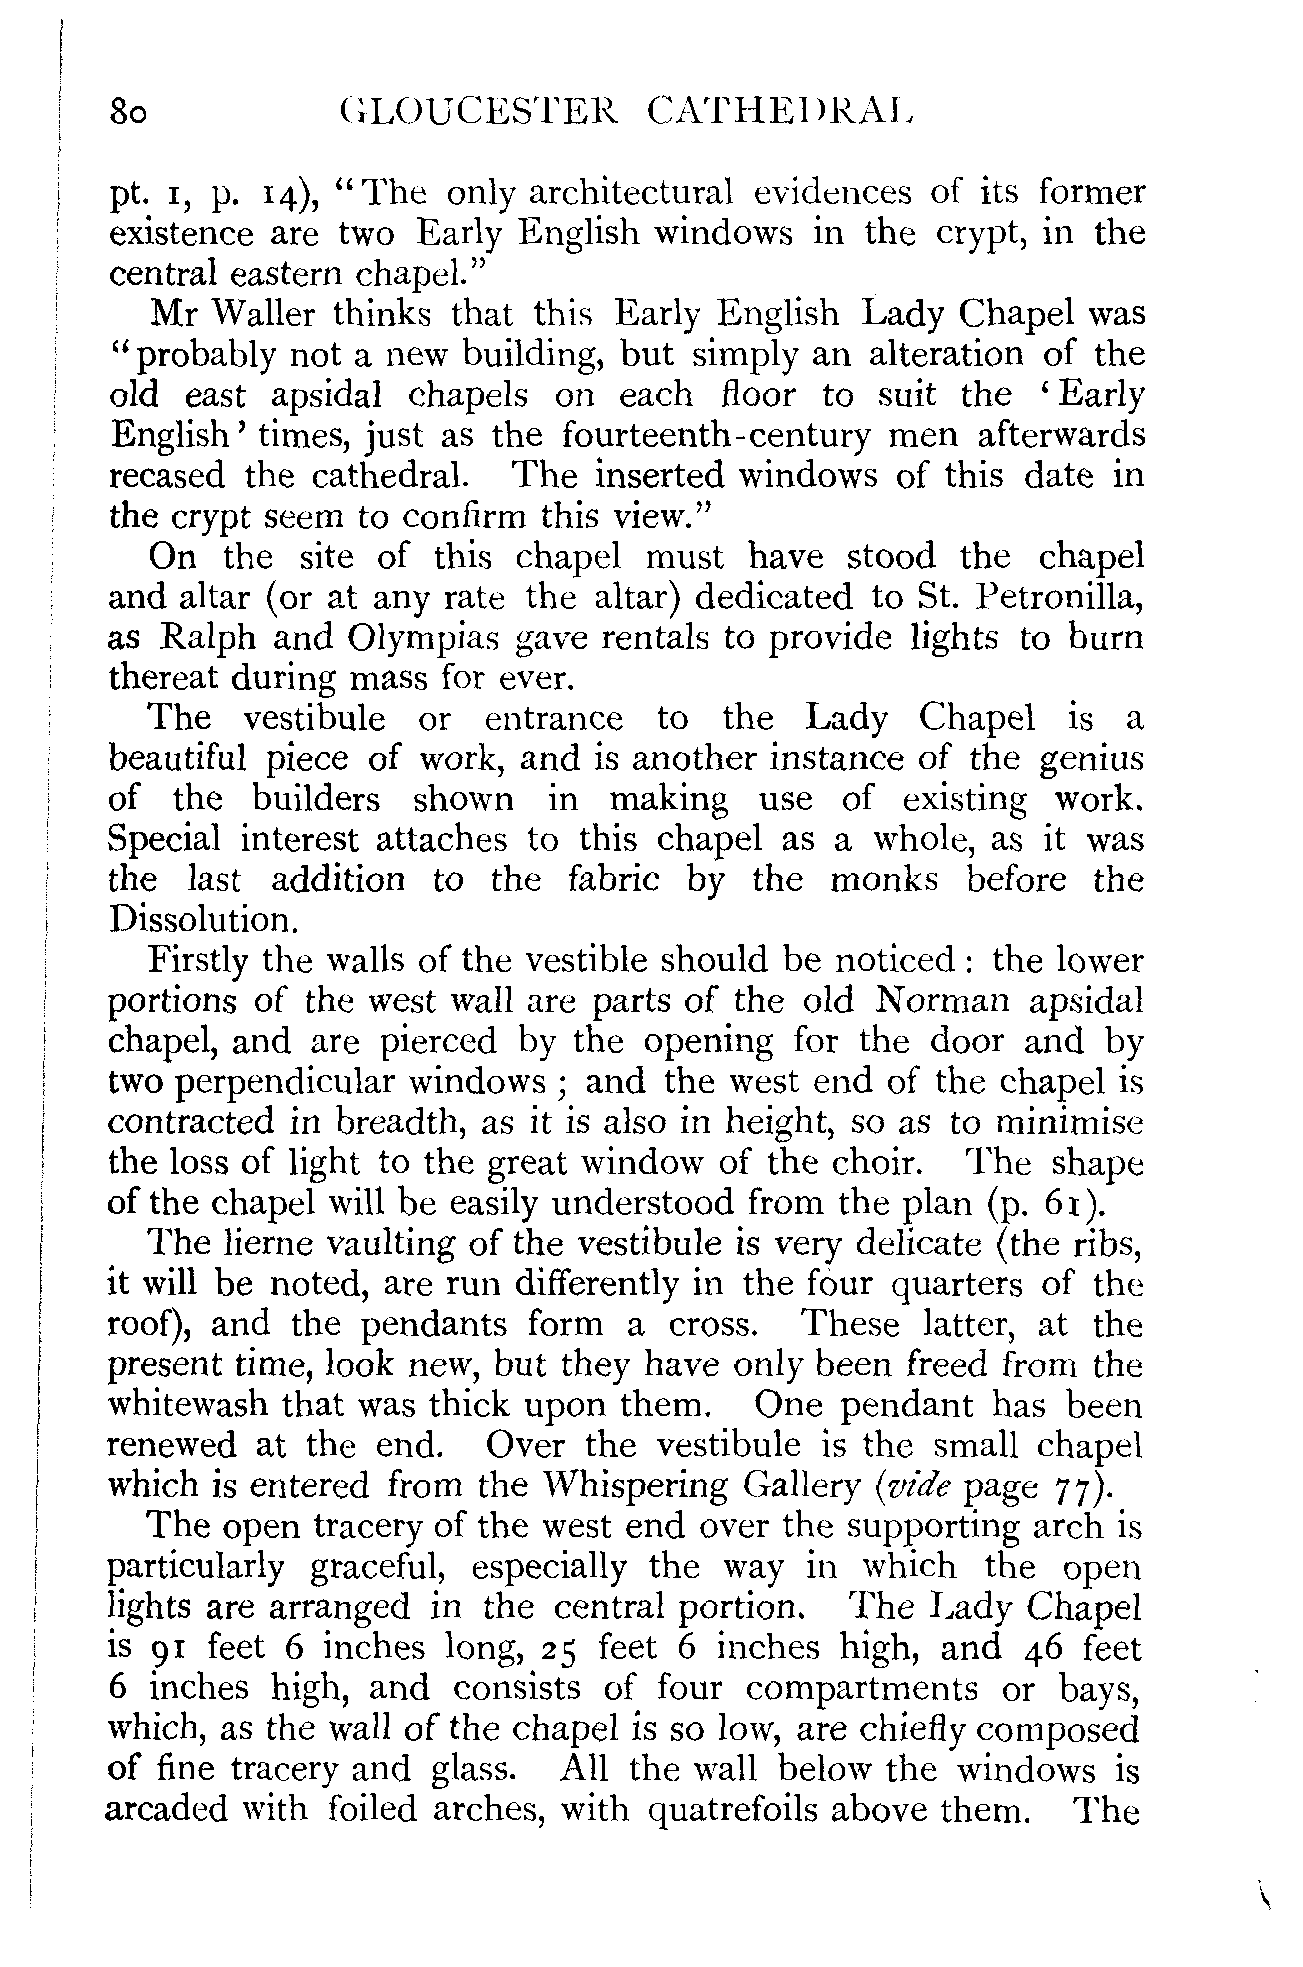 80 GLOUCESTER CATHEDRAL
pt. 1, p. 14), "The only architectural evidences of its former
existence are two Early English windows in the crypt, in the
central eastern chapel."
Mr Waller thinks that this Early English Lady Chapel was
"probably not a new building, but simply an alteration of the
old east apsidal chapels on each floor to suit the 'Early
English' times, just as the fourteenth-century men afterwards
recased the cathedral. The inserted windows of this date in
the crypt seem to confirm this view."
On the site of this chapel must have stood the chapel
and altar (or at any rate the altar) dedicated to St. Petronilla,
as Ralph and Olympias gave rentals to provide lights to burn
thereat during mass for ever.
The vestibule or entrance to the Lady Chapel is a
beautiful piece of work, and is another instance of the genius
of the builders shown in making use of existing work.
Special interest attaches to this chapel as a whole, as it was
the last addition to the fabric by the monks before the
Dissolution.
Firstly the walls of the vestible should be noticed: the lower
portions of the west wall are parts of the old Norman apsidal
chapel, and are pierced by the opening for the door and by
two perpendicular windows; and the west end of the chapel is
contracted in breadth, as it is also in height, so as to minimise
the loss of light to the great window of the choir. The shape
of the chapel will be easily understood from the plan (p. 61).
The lierne vaulting of the vestibule is very delicate (the ribs,
it will be noted, are run differently in the four quarters of the
roof), and the pendants form a cross. These latter, at the
present time, look new, but they have only been freed from the
whitewash that was thick upon them. One pendant has been
renewed at the end. Over the vestibule is the small chapel
which is entered from the Whispering Gallery (vide page 77).
The open tracery of the west end over the supporting arch is
particularly graceful, especially the way in which the open
lights are arranged in the central portion. The Lady Chapel
is 91 feet 6 inches long, 25 feet 6 inches high, and 46 feet
6 inches high, and consists of four compartments or bays,
which, as the wall of the chapel is so low, are chiefly composed
of fine tracery and glass. All the wall below the windows is
arcaded with foiled arches, with quatrefoils above them. The